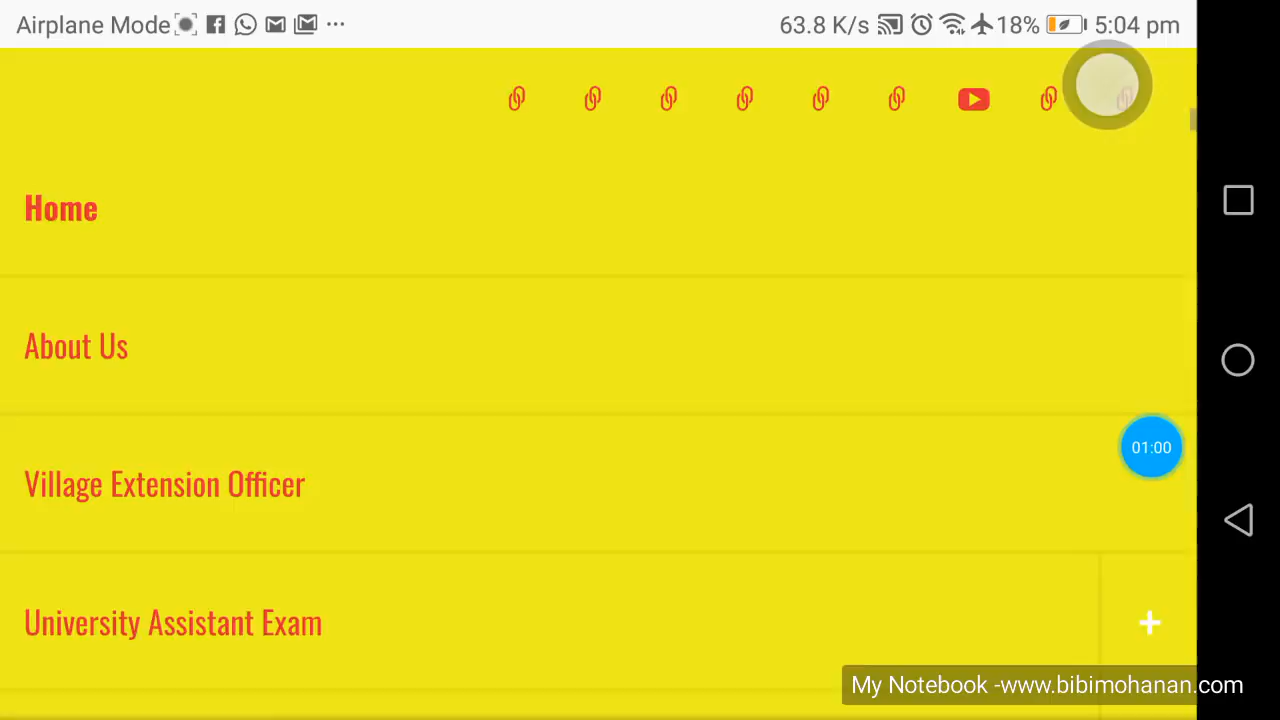 Airplane Mode 63.8 K/s 18% 5:04 pm
Home
About Us
Village Extension Officer
01:00
University Assistant Exam
My Notebook -www.bibimohanan.com